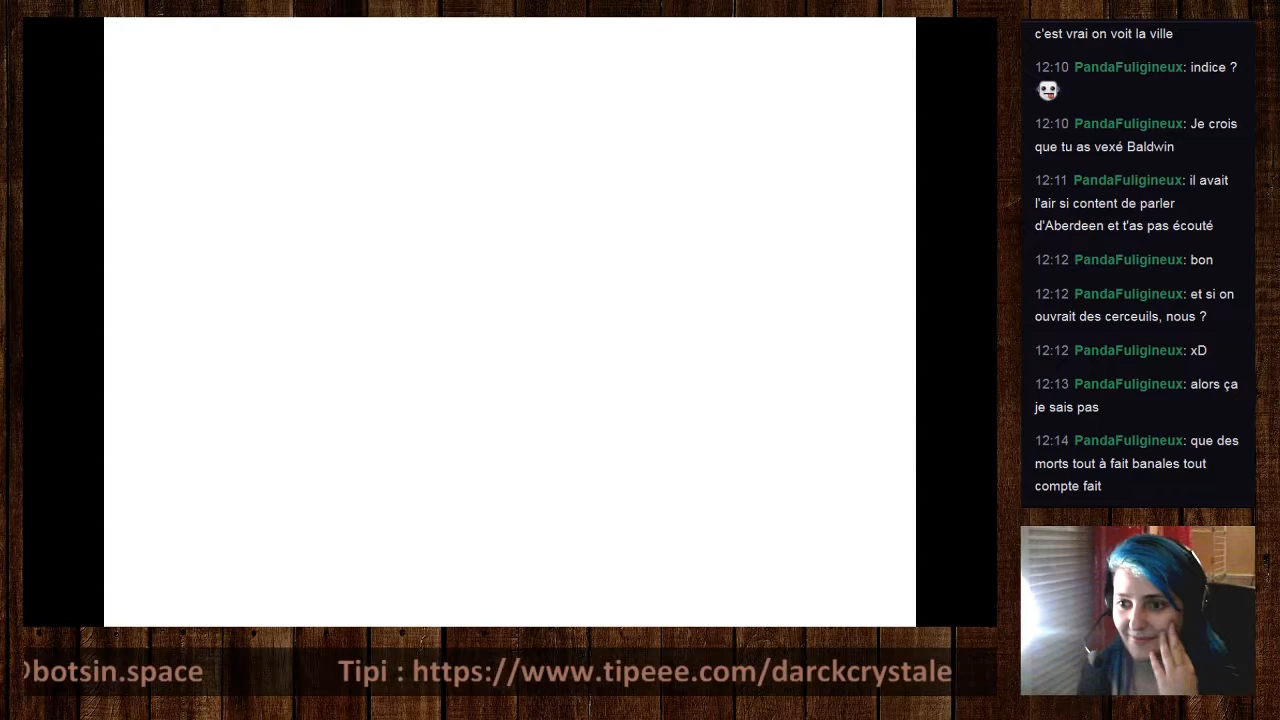 c'est vrai on voit la ville
12:10 PandaFuligineux: indice ?
12:10 PandaFuligineux: Je crois
que tu as vexé Baldwin
12:11 PandaFuligineux: il avait
l'air si content de parler
d'Aberdeen et t'as pas écouté
12:12 PandaFuligineux: bon
12:12 PandaFuligineux: et si on
ouvrait des cerceuils, nous ?
12:12 PandaFuligineux: xD
12:13 PandaFuligineux: alors ça
je sais pas
12:14 PandaFuligineux: que des
morts tout à fait banales tout
compte fait
botsin.space Tipi : https://www.tipeee.com/darckcrystale